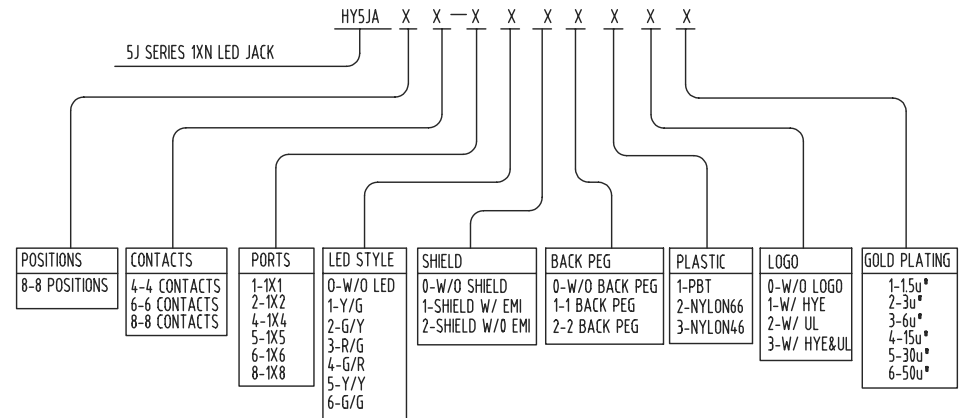 HY5JA X X - X X X X X X X
5J SERIES 1XN LED JACK
POSITIONS
8-8 POSITIONS
CONTACTS
4-4 CONTACTS
6-6 CONTACTS
8-8 CONTACTS
PORTS
1-1X1
2-1X2
4-1X4
5-1X5
6-1X6
8-1X8
LED STYLE
0-W/O LED
1-Y/G
2-G/Y
3-R/G
4-G/R
5-Y/Y
6-G/G
SHIELD
0-W/O SHIELD
1-SHIELD W/ EMI
2-SHIELD W/O EMI
BACK PEG
0-W/O BACK PEG
1-1 BACK PEG
2-2 BACK PEG
PLASTIC
1-PBT
2-NYLON66
3-NYLON46
LOGO
0-W/O LOGO
1-W/ HYE
2-W/ UL
3-W/ HYE&UL
GOLD PLATING
1-1.5u"
2-3u"
3-6u"
4-15u"
5-30u"
6-50u"